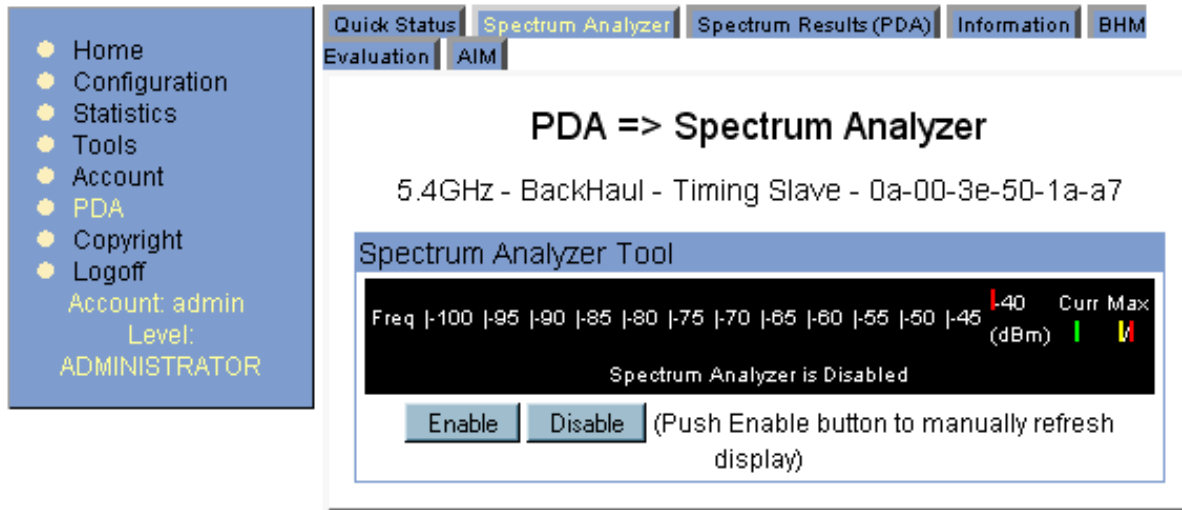 Home
Configuration
Statistics
Tools
Account
PDA
Copyright
Logoff
Account: admin
Level:
ADMINISTRATOR
Quick Status Spectrum Analyzer Spectrum Results (PDA) Information BHM
Evaluation AIM
PDA => Spectrum Analyzer
5.4GHz - BackHaul - Timing Slave - 0a-00-3e-50-1a-a7
Spectrum Analyzer Tool
Freq |-100 |-95 |-90 |-85 |-80 |-75 |-70 |-65 |-60 |-55 |-50 |-45 |-40 (dBm) Curr Max
| |/|
Spectrum Analyzer is Disabled
Enable Disable (Push Enable button to manually refresh
display)